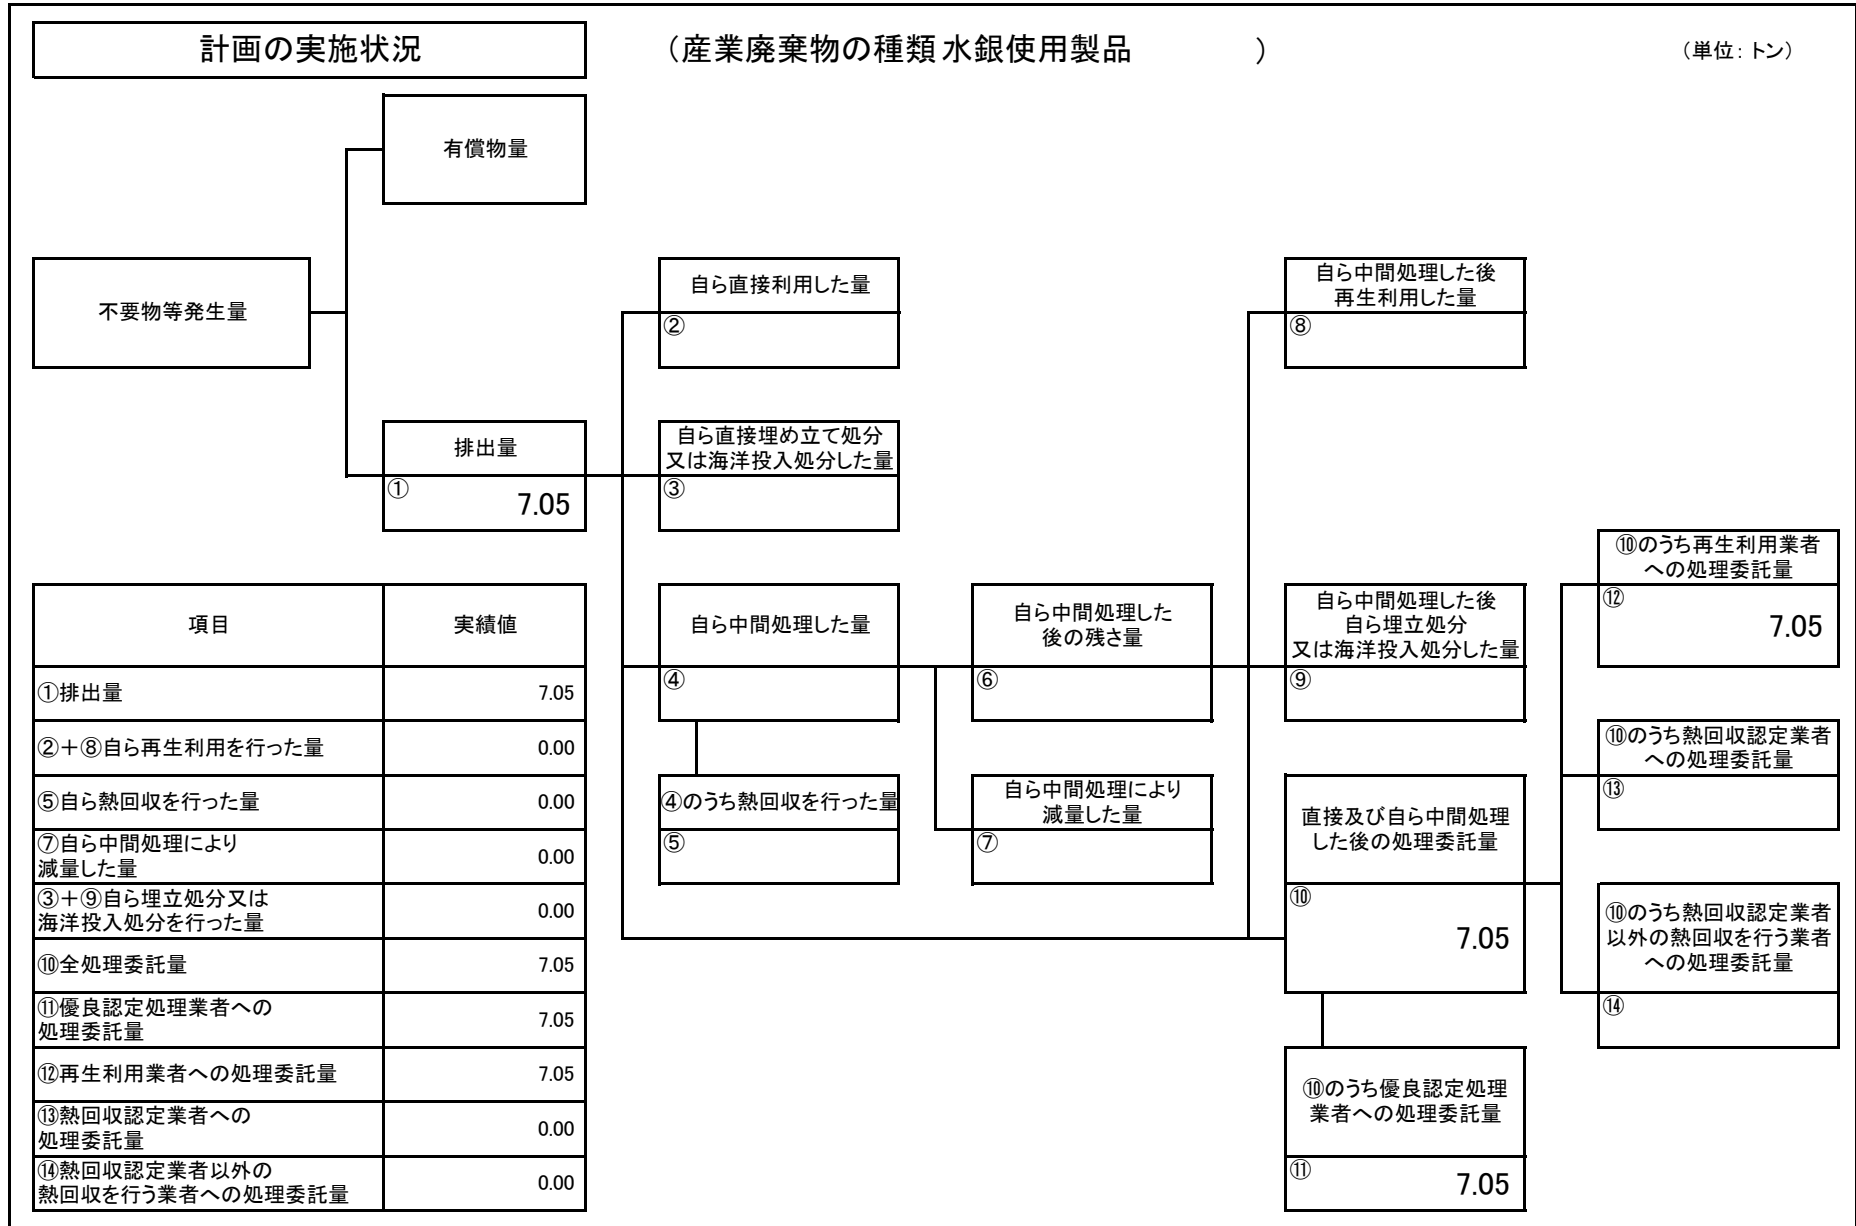 計画の実施状況
（産業廃棄物の種類 水銀使用製品　　　　）
（単位：トン）
有償物量
不要物等発生量
自ら直接利用した量
②
自ら中間処理した後
再生利用した量
⑧
排出量
① 7.05
自ら直接埋め立て処分
又は海洋投入処分した量
③
⑩のうち再生利用業者
への処理委託量
⑫ 7.05
自ら中間処理した量
④
自ら中間処理した
後の残さ量
⑥
自ら中間処理した後
自ら埋立処分
又は海洋投入処分した量
⑨
⑩のうち熱回収認定業者
への処理委託量
⑬
④のうち熱回収を行った量
⑤
自ら中間処理により
減量した量
⑦
直接及び自ら中間処理
した後の処理委託量
⑩ 7.05
⑩のうち熱回収認定業者
以外の熱回収を行う業者
への処理委託量
⑭
⑩のうち優良認定処理
業者への処理委託量
⑪ 7.05
項目 実績値
①排出量 7.05
②＋⑧自ら再生利用を行った量 0.00
⑤自ら熱回収を行った量 0.00
⑦自ら中間処理により
減量した量 0.00
③＋⑨自ら埋立処分又は
海洋投入処分を行った量 0.00
⑩全処理委託量 7.05
⑪優良認定処理業者への
処理委託量 7.05
⑫再生利用業者への処理委託量 7.05
⑬熱回収認定業者への
処理委託量 0.00
⑭熱回収認定業者以外の
熱回収を行う業者への処理委託量 0.00